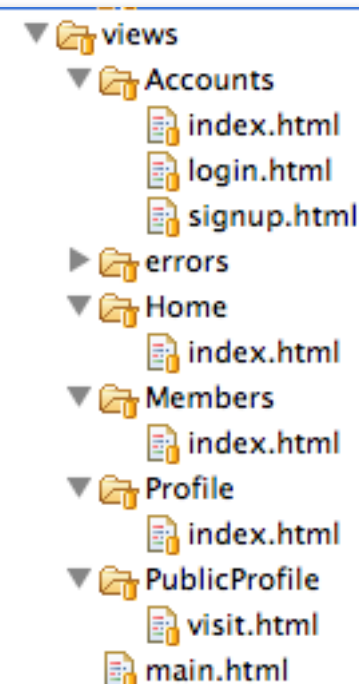 views
Accounts
index.html
login.html
signup.html
errors
Home
index.html
Members
index.html
Profile
index.html
PublicProfile
visit.html
main.html